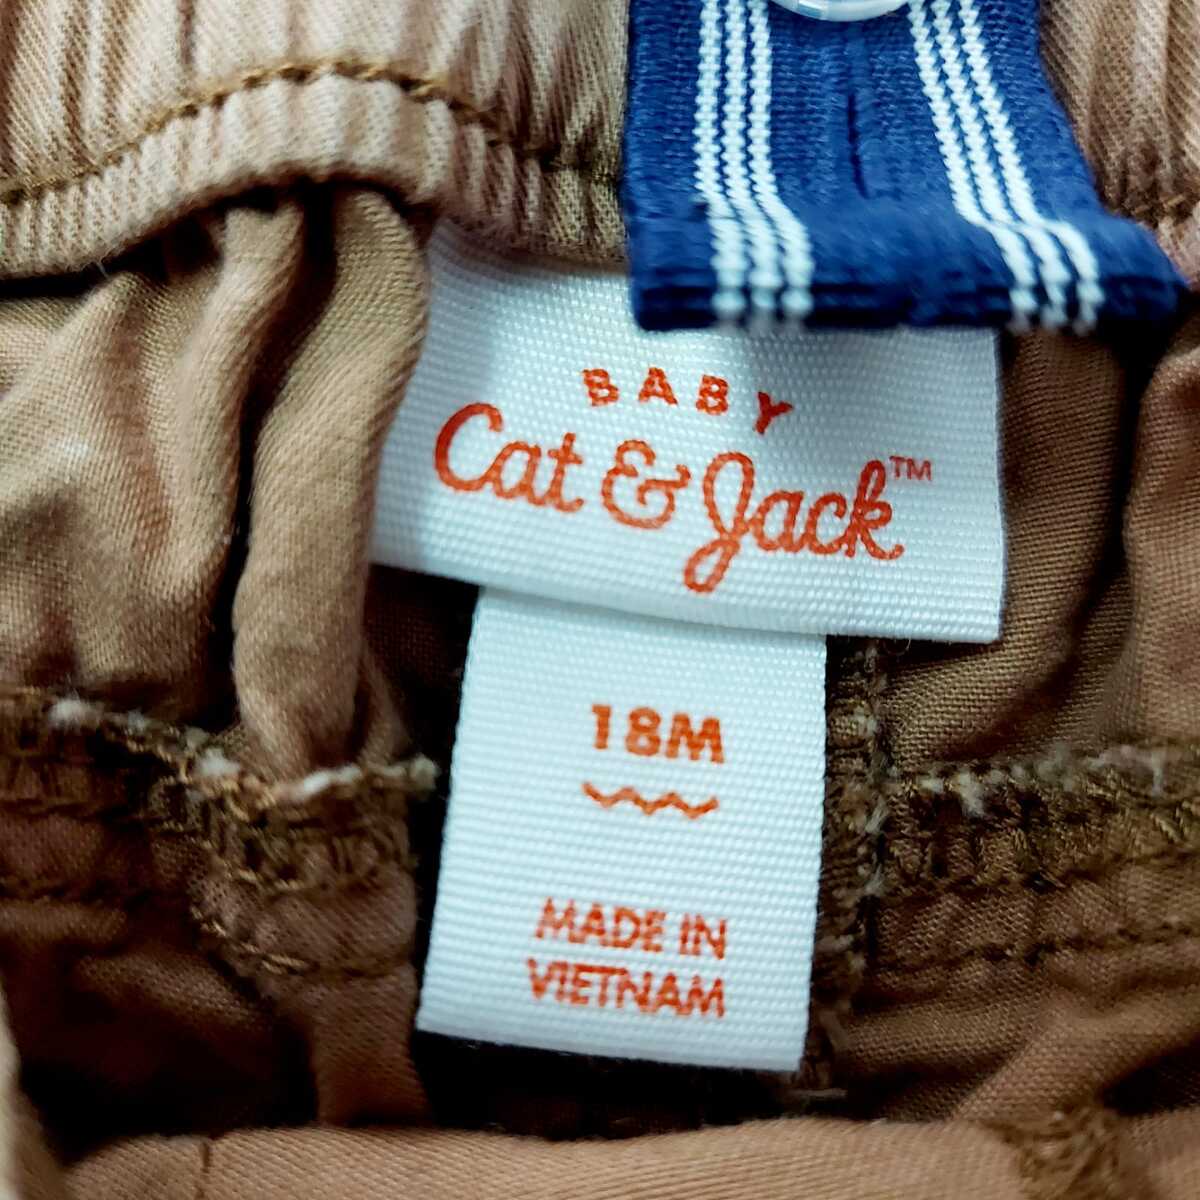 BABY
Cat & Jack™
18M
MADE IN
VIETNAM